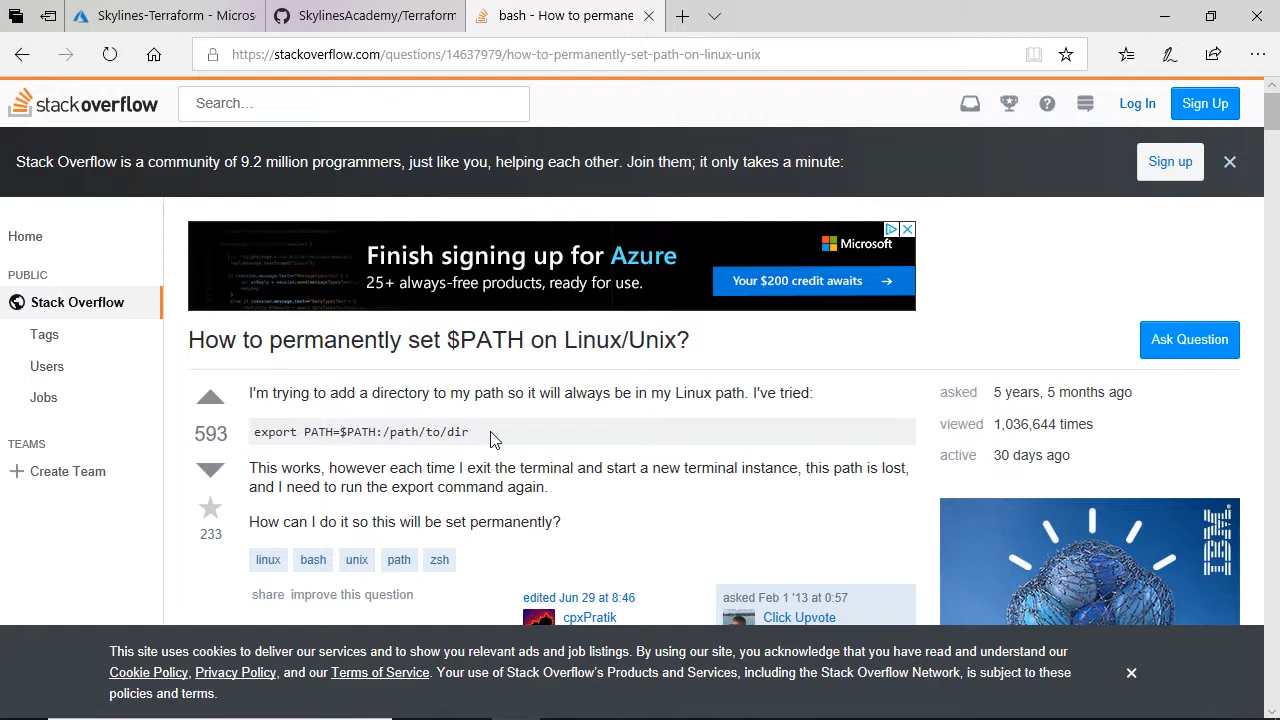 Skylines-Terraform - Micros
SkylinesAcademy/Terraform
bash - How to permane
https://stackoverflow.com/questions/14637979/how-to-permanently-set-path-on-linux-unix
stackoverflow
Search...
Log In
Sign Up
Stack Overflow is a community of 9.2 million programmers, just like you, helping each other. Join them; it only takes a minute:
Sign up
Home
PUBLIC
Stack Overflow
Tags
Users
Jobs
TEAMS
Create Team
Finish signing up for Azure
25+ always-free products, ready for use.
Microsoft
Your $200 credit awaits →
How to permanently set $PATH on Linux/Unix?
Ask Question
593
233
I'm trying to add a directory to my path so it will always be in my Linux path. I've tried:
export PATH=$PATH:/path/to/dir
This works, however each time I exit the terminal and start a new terminal instance, this path is lost,
and I need to run the export command again.
How can I do it so this will be set permanently?
linux bash unix path zsh
share improve this question
edited Jun 29 at 8:46
cpxPratik
asked Feb 1 '13 at 0:57
Click Upvote
asked 5 years, 5 months ago
viewed 1,036,644 times
active 30 days ago
IBM
This site uses cookies to deliver our services and to show you relevant ads and job listings. By using our site, you acknowledge that you have read and understand our
Cookie Policy, Privacy Policy, and our Terms of Service. Your use of Stack Overflow's Products and Services, including the Stack Overflow Network, is subject to these
policies and terms.